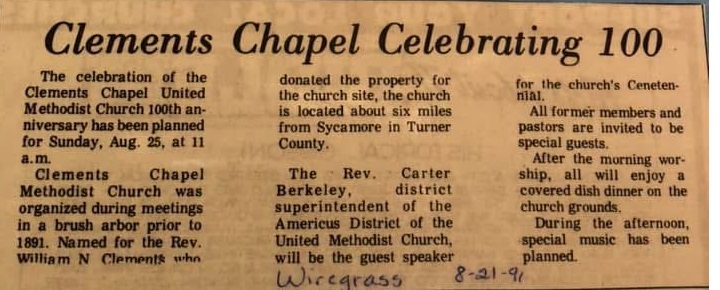 Clements Chapel Celebrating 100
The celebration of the
Clements Chapel United
Methodist Church 100th an-
niversary has been planned
for Sunday, Aug. 25, at 11
a.m.
Clements Chapel
Methodist Church was
organized during meetings
in a brush arbor prior to
1891. Named for the Rev.
William N Clements who
donated the property for
the church site, the church
is located about six miles
from Sycamore in Turner
County.
The Rev. Carter
Berkeley, district
superintendent of the
Americus District of the
United Methodist Church,
will be the guest speaker
for the church's Ceneten-
nial.
All former members and
pastors are invited to be
special guests.
After the morning wor-
ship, all will enjoy a
covered dish dinner on the
church grounds.
During the afternoon,
special music has been
planned.
Wiregrass 8-21-91